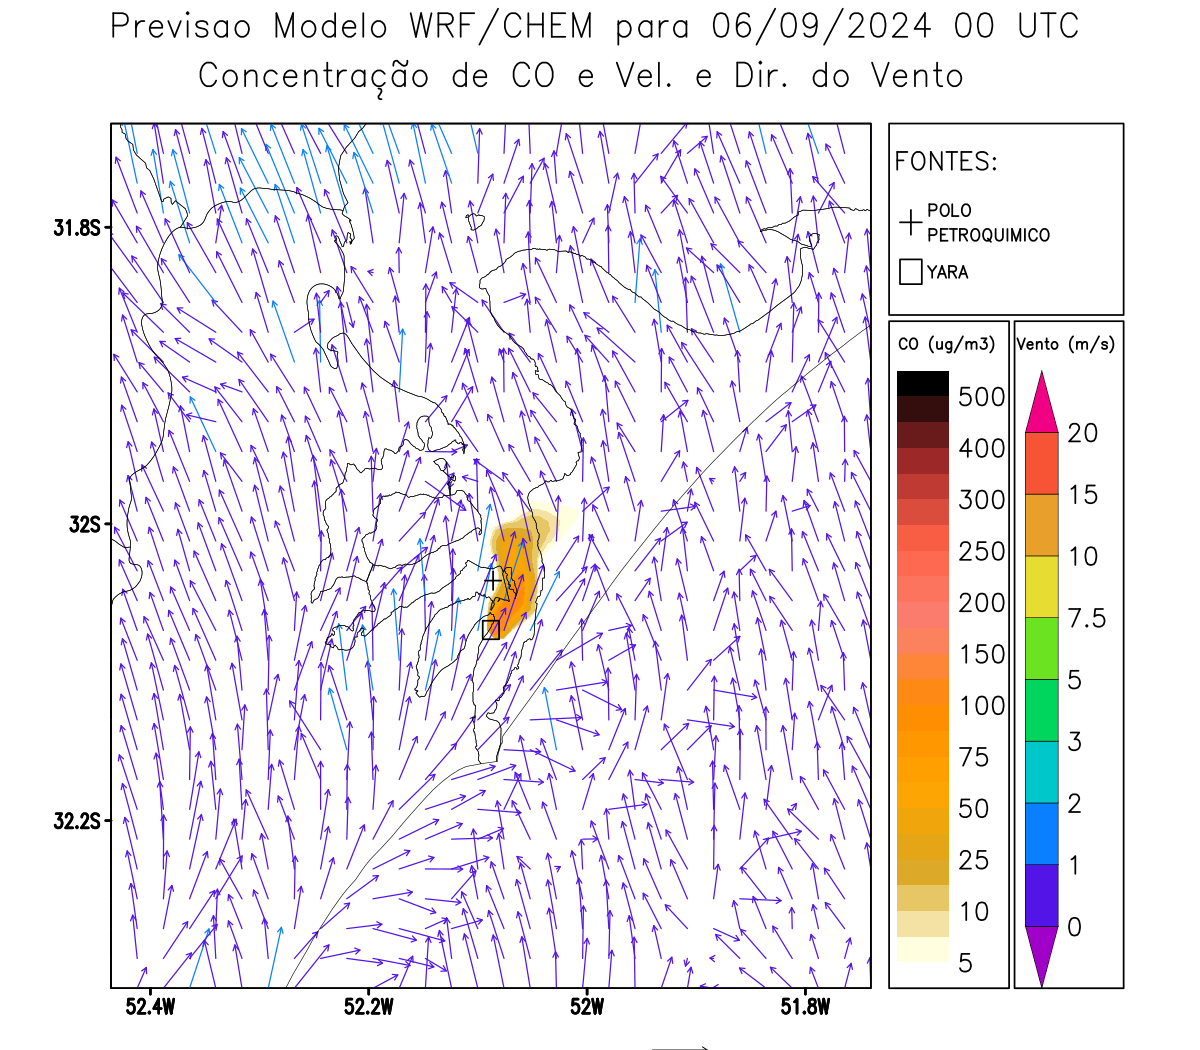 Previsao Modelo WRF/CHEM para 06/09/2024 00 UTC
Concentração de CO e Vel. e Dir. do Vento
FONTES:
POLO
PETROQUIMICO
YARA
CO (ug/m3)
500
400
300
250
200
150
100
75
50
25
10
5
Vento (m/s)
20
15
10
7.5
5
3
2
1
0
31.8S
32S
32.2S
52.4W
52.2W
52W
51.8W